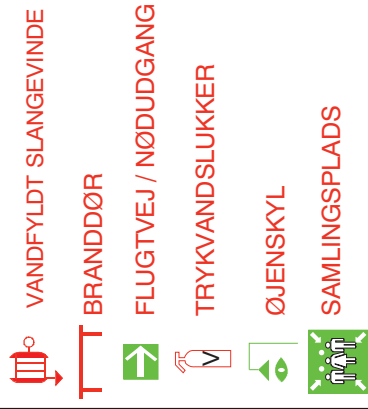 VANDFYLDT SLANGEVINDE
BRANDDØR
FLUGTVEJ / NØDUDGANG
V
TRYKVANDSLUKKER
ØJENSKYL
SAMLINGSPLADS